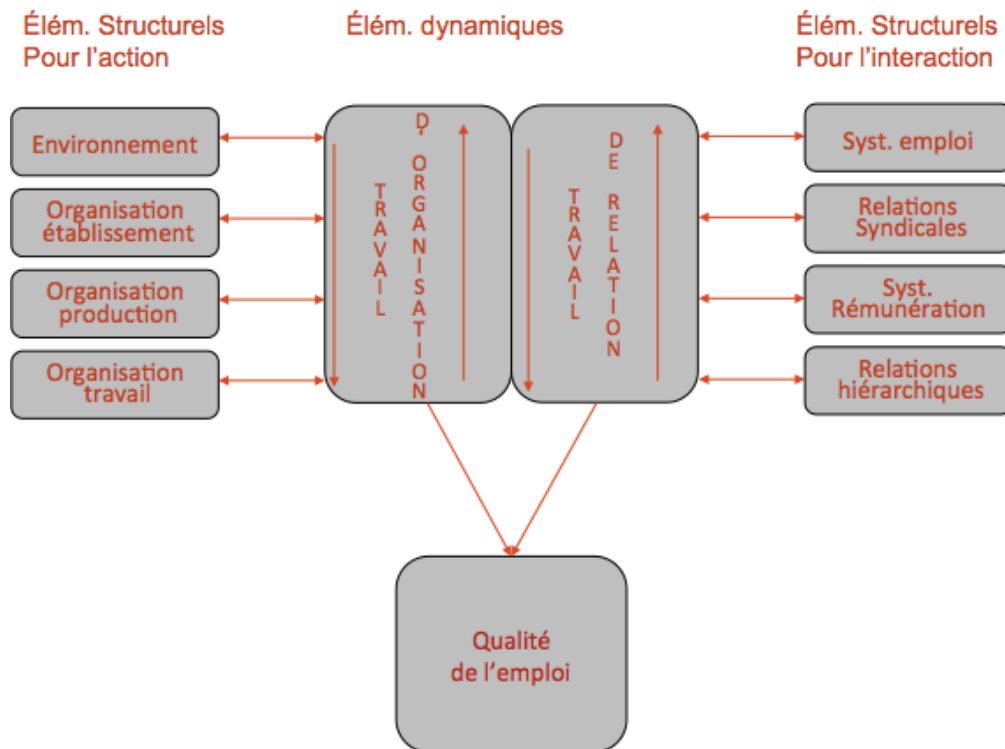 Élém. Structurels
Pour l'action
Élém. dynamiques
Élém. Structurels
Pour l'interaction
Environnement
Organisation
établissement
Organisation
production
Organisation
travail
TRAVAIL
D'ORGANISATION
TRAVAIL
DE RELATION
Syst. emploi
Relations
Syndicales
Syst.
Rémunération
Relations
hiérarchiques
Qualité
de l'emploi